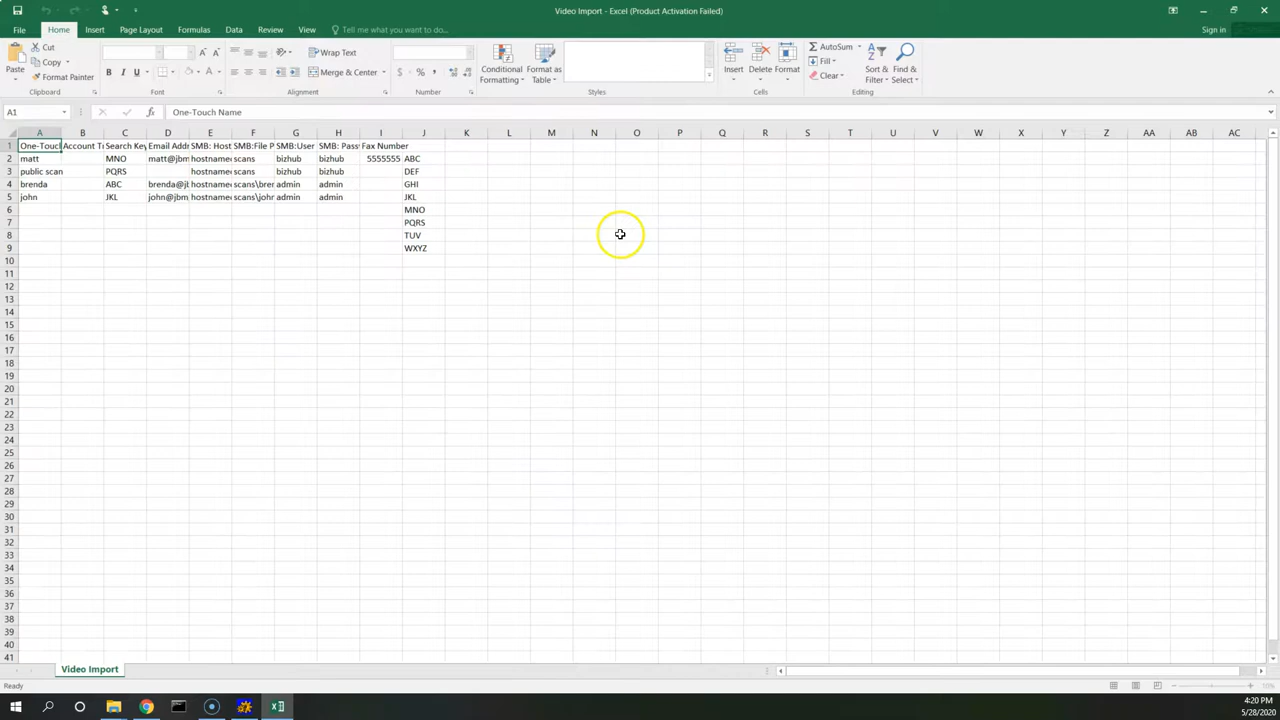 Video Import - Excel (Product Activation Failed)
File Home Insert Page Layout Formulas Data Review View Tell me what you want to do... Sign in
Paste Cut Copy Format Painter
Wrap Text
Merge & Center
Conditional Formatting
Format as Table
Insert Delete Format
AutoSum Fill Clear
Sort & Filter
Find & Select
Clipboard Font Alignment Number Styles Cells Editing
A1 One-Touch Name
A B C D E F G H I J K L M N O P Q R S T U V W X Y Z AA AB AC
1 One-Toucl Account Ty Search Key Email Addr SMB: Host SMB:File P SMB:User SMB: Pass Fax Number
2 matt MNO matt@jbm hostname scans bizhub bizhub 5555555 ABC
3 public scan PQRS hostname scans bizhub bizhub DEF
4 brenda ABC brenda@jl hostname scans\bren admin admin GHI
5 john JKL john@jbm hostname scans\john admin admin JKL
6 MNO
7 PQRS
8 TUV
9 WXYZ
10
11
12
13
14
15
16
17
18
19
20
21
22
23
24
25
26
27
28
29
30
31
32
33
34
35
36
37
38
39
40
41
Video Import
Ready
4:20 PM
5/28/2020